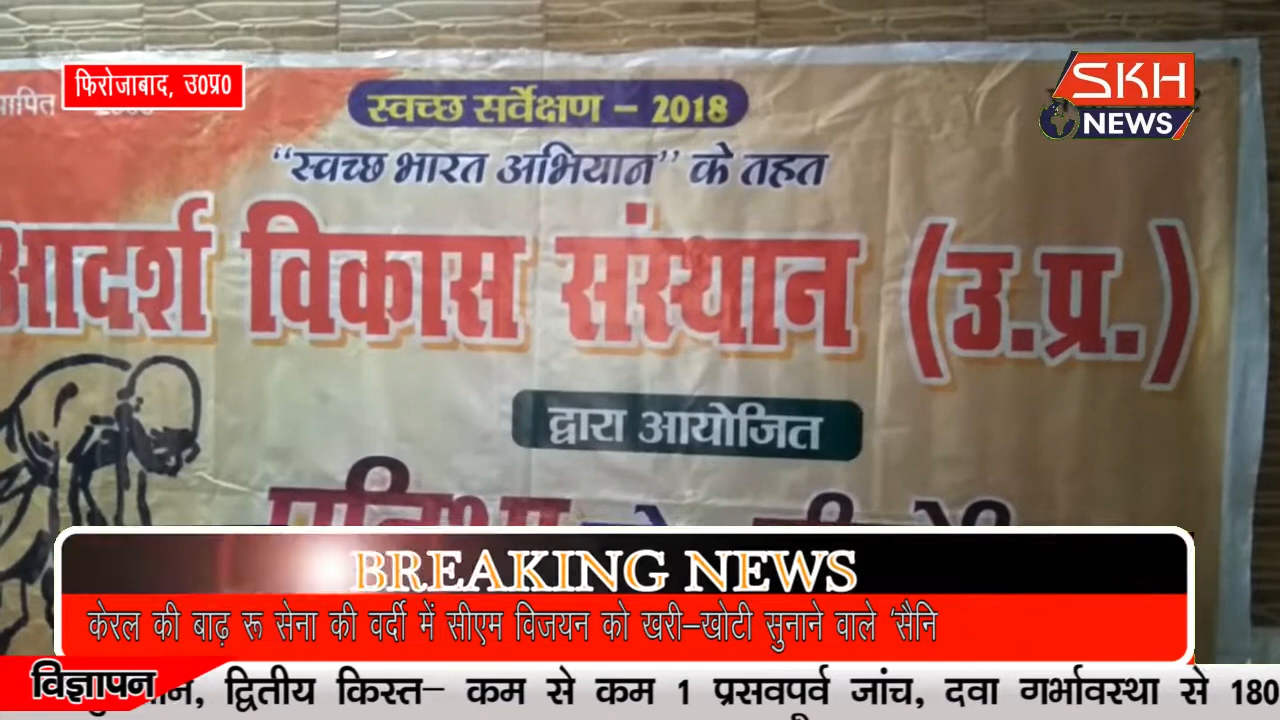 फिरोजाबाद, उ0प्र0
SKH
NEWS
स्वच्छ सर्वेक्षण – 2018
“स्वच्छ भारत अभियान” के तहत
आदर्श विकास संस्थान (उ.प्र.)
द्वारा आयोजित
BREAKING NEWS
केरल की बाढ़ रू सेना की वर्दी में सीएम विजयन को खरी–खोटी सुनाने वाले ‘सैनि
विज्ञापन
द्वितीय किस्त– कम से कम 1 प्रसवपर्व जांच, दवा गर्भावस्था से 180